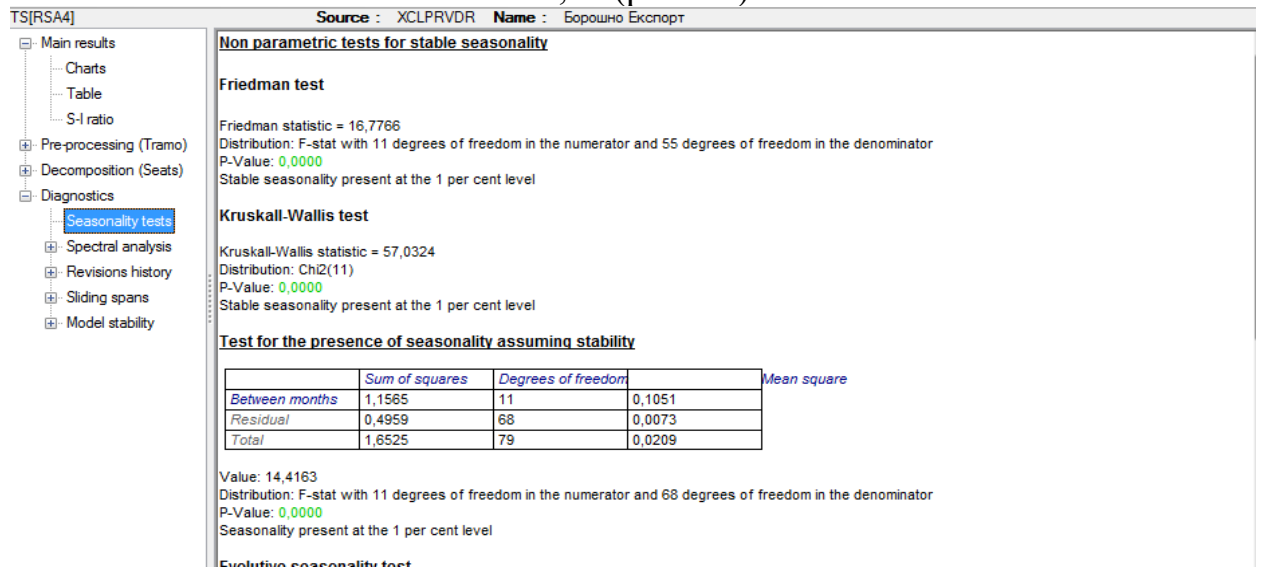 TS[RSA4] Source : XCLPRVDR Name : Борошно Експорт
Main results
Charts
Table
S-I ratio
Pre-processing (Tramo)
Decomposition (Seats)
Diagnostics
Seasonality tests
Spectral analysis
Revisions history
Sliding spans
Model stability
Non parametric tests for stable seasonality
Friedman test
Friedman statistic = 16,7766
Distribution: F-stat with 11 degrees of freedom in the numerator and 55 degrees of freedom in the denominator
P-Value: 0,0000
Stable seasonality present at the 1 per cent level
Kruskall-Wallis test
Kruskall-Wallis statistic = 57,0324
Distribution: Chi2(11)
P-Value: 0,0000
Stable seasonality present at the 1 per cent level
Test for the presence of seasonality assuming stability
Sum of squares Degrees of freedom Mean square
Between months 1,1565 11 0,1051
Residual 0,4959 68 0,0073
Total 1,6525 79 0,0209
Value: 14,4163
Distribution: F-stat with 11 degrees of freedom in the numerator and 68 degrees of freedom in the denominator
P-Value: 0,0000
Seasonality present at the 1 per cent level
Evolutive seasonality test